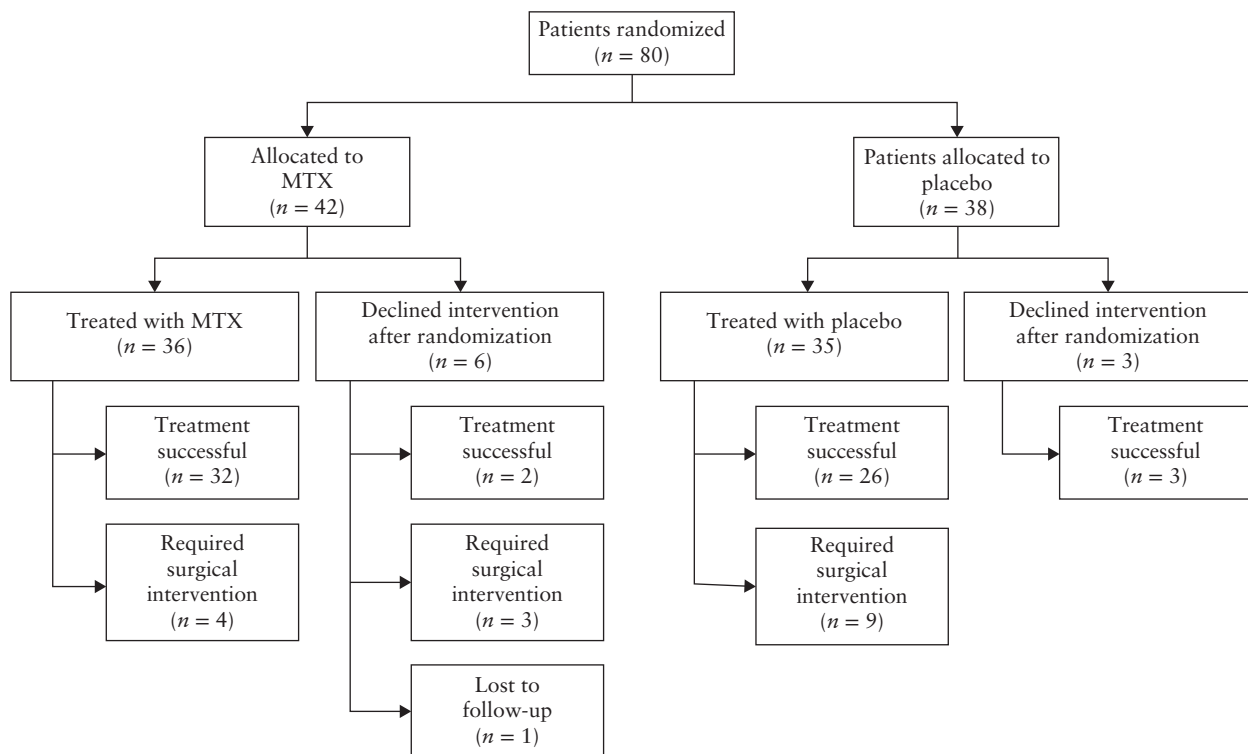 Patients randomized
(n = 80)
Allocated to
MTX
(n = 42)
Patients allocated to
placebo
(n = 38)
Treated with MTX
(n = 36)
Declined intervention
after randomization
(n = 6)
Treated with placebo
(n = 35)
Declined intervention
after randomization
(n = 3)
Treatment
successful
(n = 32)
Treatment
successful
(n = 2)
Treatment
successful
(n = 26)
Treatment
successful
(n = 3)
Required
surgical
intervention
(n = 4)
Required
surgical
intervention
(n = 3)
Required
surgical
intervention
(n = 9)
Lost to
follow-up
(n = 1)